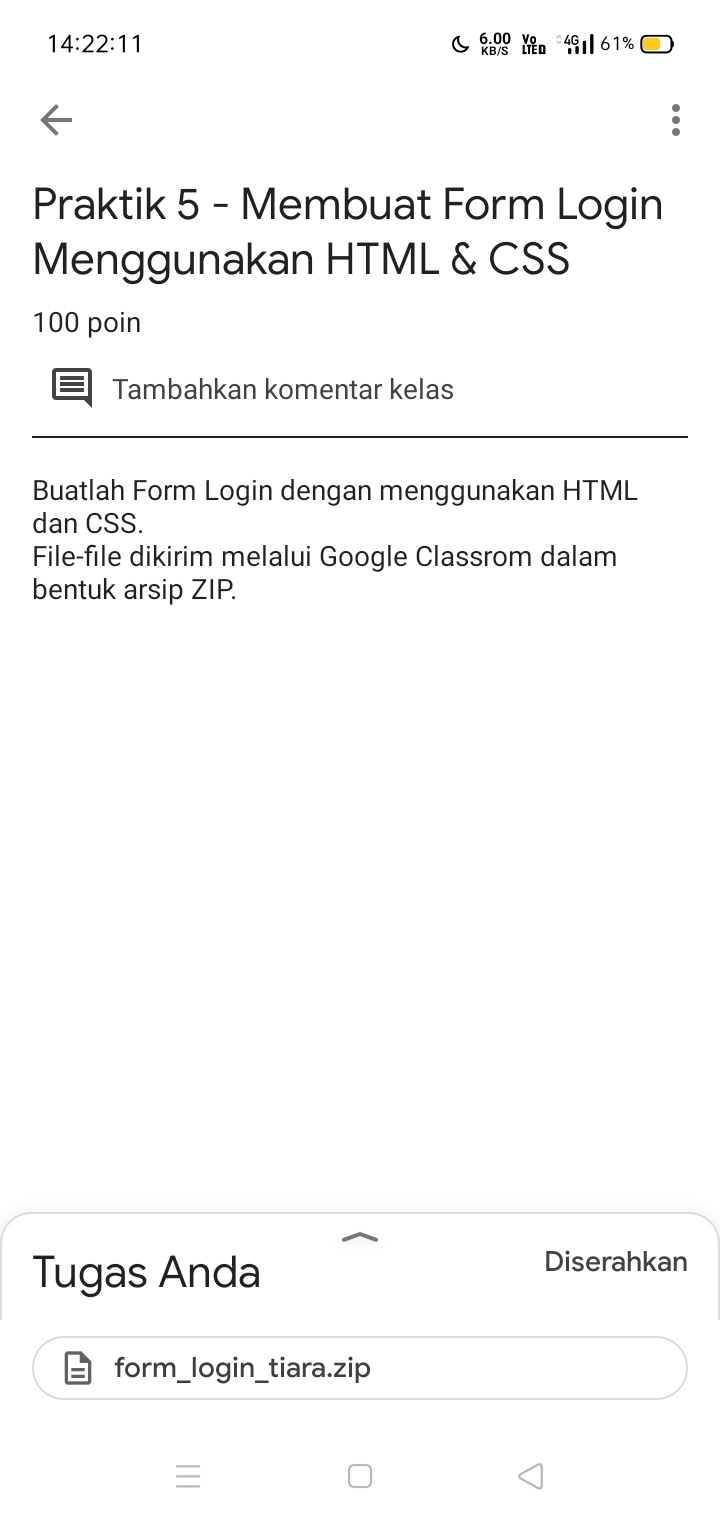 14:22:11 6.00 KB/S Vo LTED 4G 61%
Praktik 5 - Membuat Form Login
Menggunakan HTML & CSS
100 poin
Tambahkan komentar kelas
Buatlah Form Login dengan menggunakan HTML
dan CSS.
File-file dikirim melalui Google Classrom dalam
bentuk arsip ZIP.
Tugas Anda
Diserahkan
form_login_tiara.zip